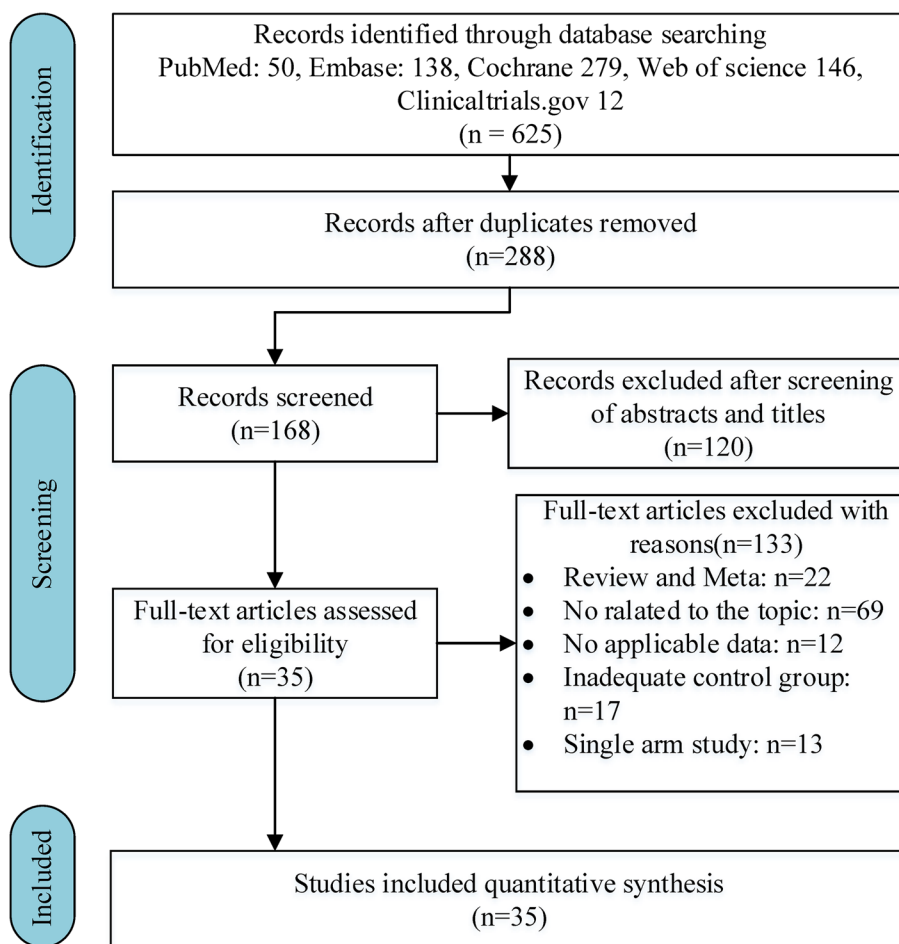 Identification
Records identified through database searching
PubMed: 50, Embase: 138, Cochrane 279, Web of science 146,
Clinicaltrials.gov 12
(n = 625)
Records after duplicates removed
(n=288)
Screening
Records screened
(n=168)
Records excluded after screening
of abstracts and titles
(n=120)
Full-text articles assessed
for eligibility
(n=35)
Full-text articles excluded with
reasons(n=133)
• Review and Meta: n=22
• No ralated to the topic: n=69
• No applicable data: n=12
• Inadequate control group:
n=17
• Single arm study: n=13
Included
Studies included quantitative synthesis
(n=35)